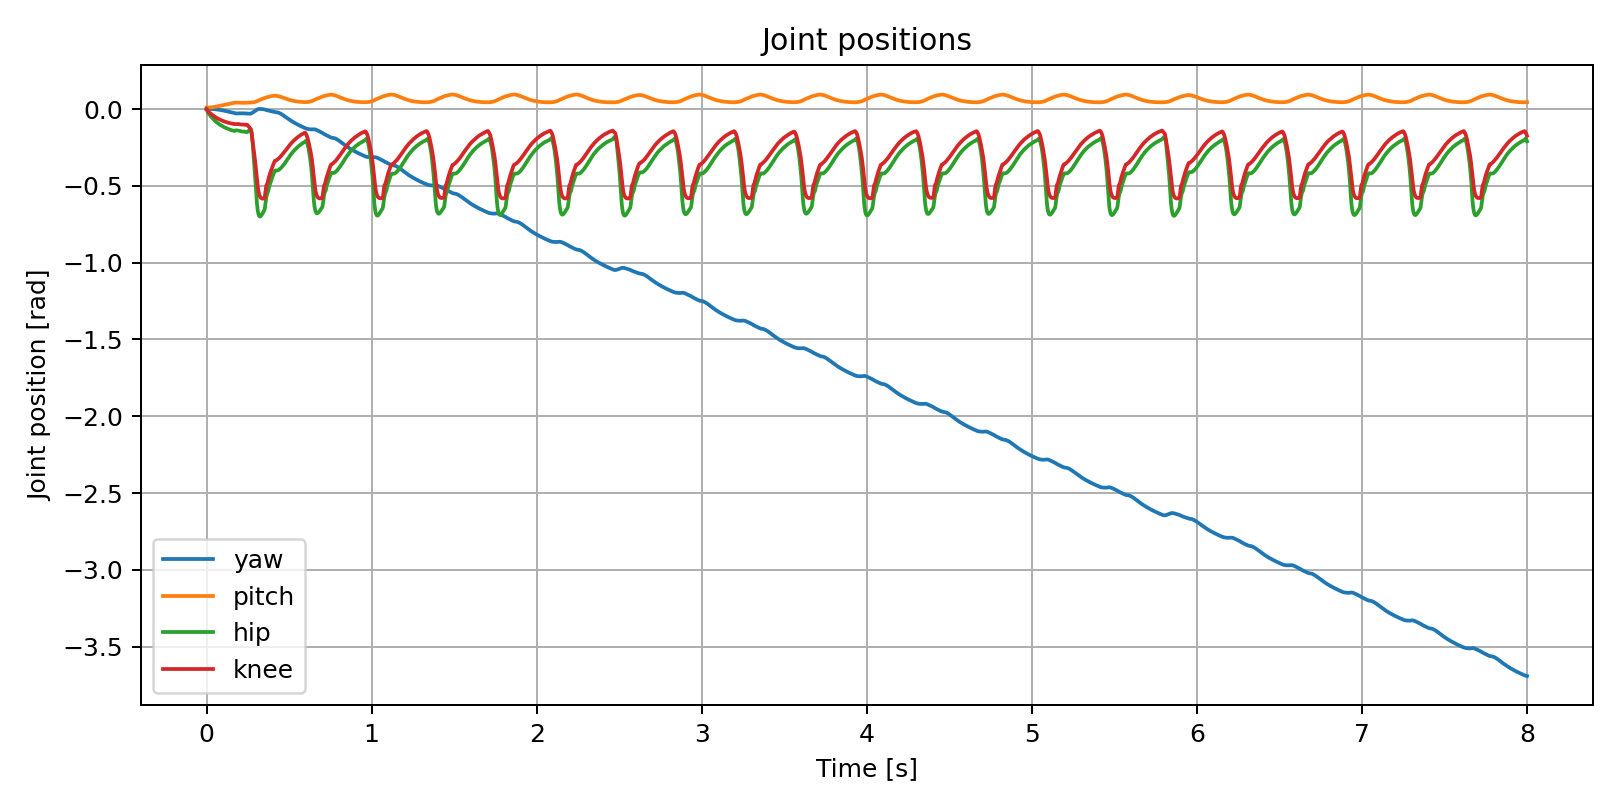 Joint positions
Joint position [rad]
0.0
−0.5
−1.0
−1.5
−2.0
−2.5
−3.0
−3.5
yaw
pitch
hip
knee
0 1 2 3 4 5 6 7 8
Time [s]